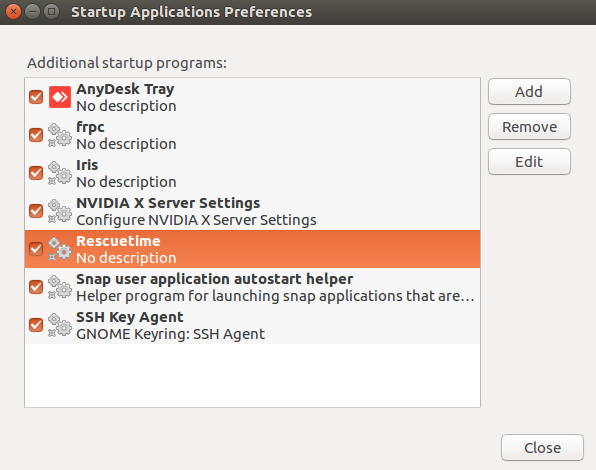 Startup Applications Preferences
Additional startup programs:
AnyDesk Tray
No description
frpc
No description
Iris
No description
NVIDIA X Server Settings
Configure NVIDIA X Server Settings
Rescuetime
No description
Snap user application autostart helper
Helper program for launching snap applications that are…
SSH Key Agent
GNOME Keyring: SSH Agent
Add
Remove
Edit
Close